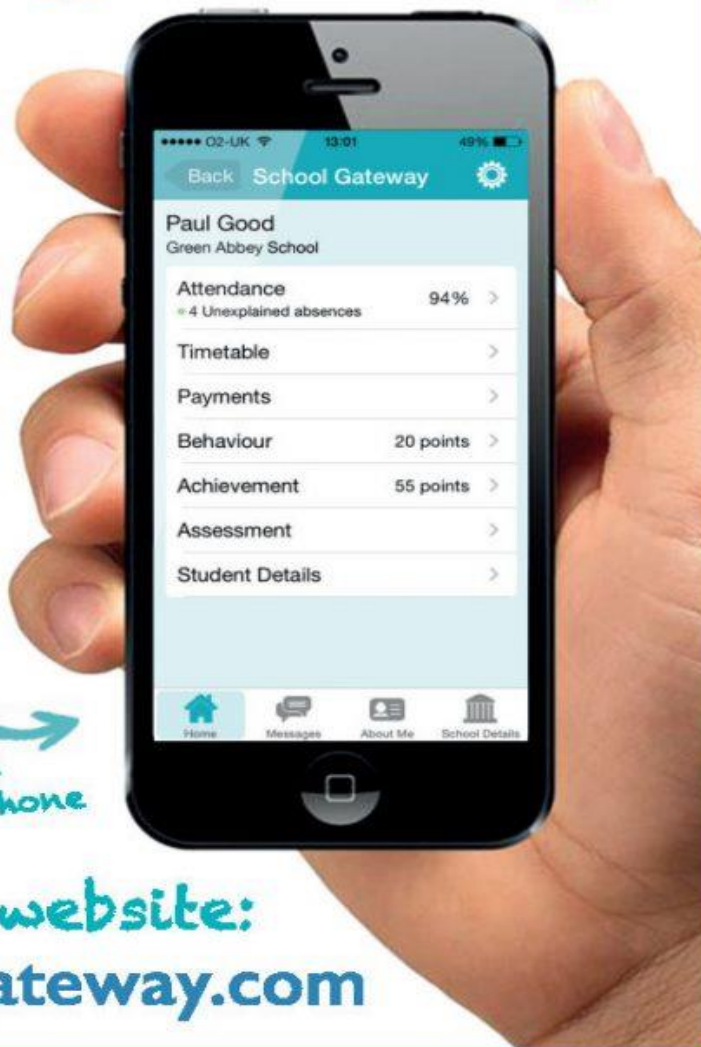 O2-UK 13:01 49%
Back School Gateway
Paul Good
Green Abbey School
Attendance 94%
4 Unexplained absences
Timetable
Payments
Behaviour 20 points
Achievement 55 points
Assessment
Student Details
Home Messages About Me School Details
hone
website:
ateway.com